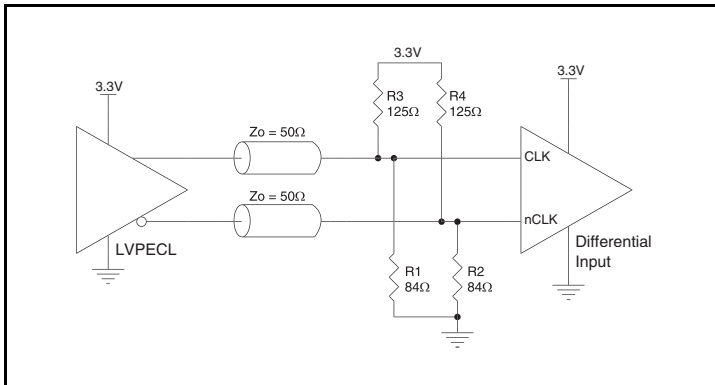 3.3V
3.3V
3.3V
R3
125Ω
R4
125Ω
Zo = 50Ω
CLK
Zo = 50Ω
nCLK
LVPECL
Differential
Input
R1
84Ω
R2
84Ω